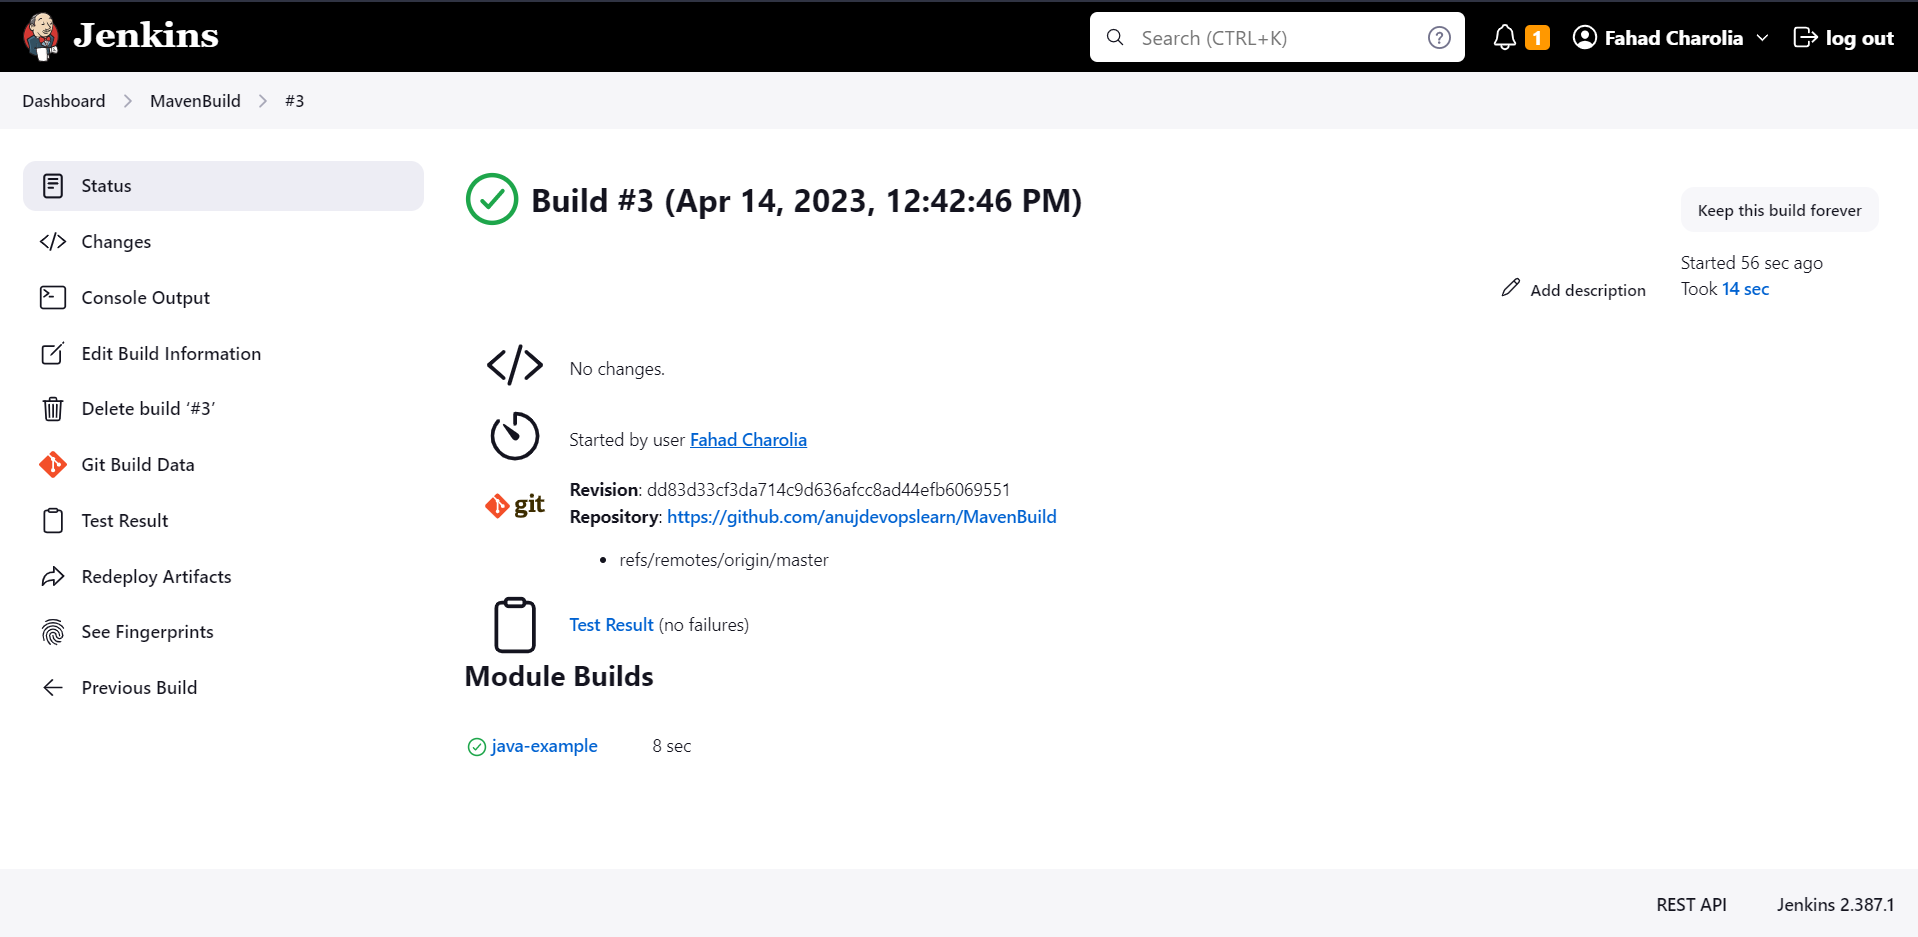 Jenkins
Search (CTRL+K)
1
Fahad Charolia
log out
Dashboard
MavenBuild
#3
Status
Changes
Console Output
Edit Build Information
Delete build ‘#3’
Git Build Data
Test Result
Redeploy Artifacts
See Fingerprints
Previous Build
Build #3 (Apr 14, 2023, 12:42:46 PM)
Keep this build forever
Started 56 sec ago
Took 14 sec
Add description
No changes.
Started by user Fahad Charolia
git
Revision: dd83d33cf3da714c9d636afcc8ad44efb6069551
Repository: https://github.com/anujdevopslearn/MavenBuild
• refs/remotes/origin/master
Test Result (no failures)
Module Builds
java-example 8 sec
REST API
Jenkins 2.387.1